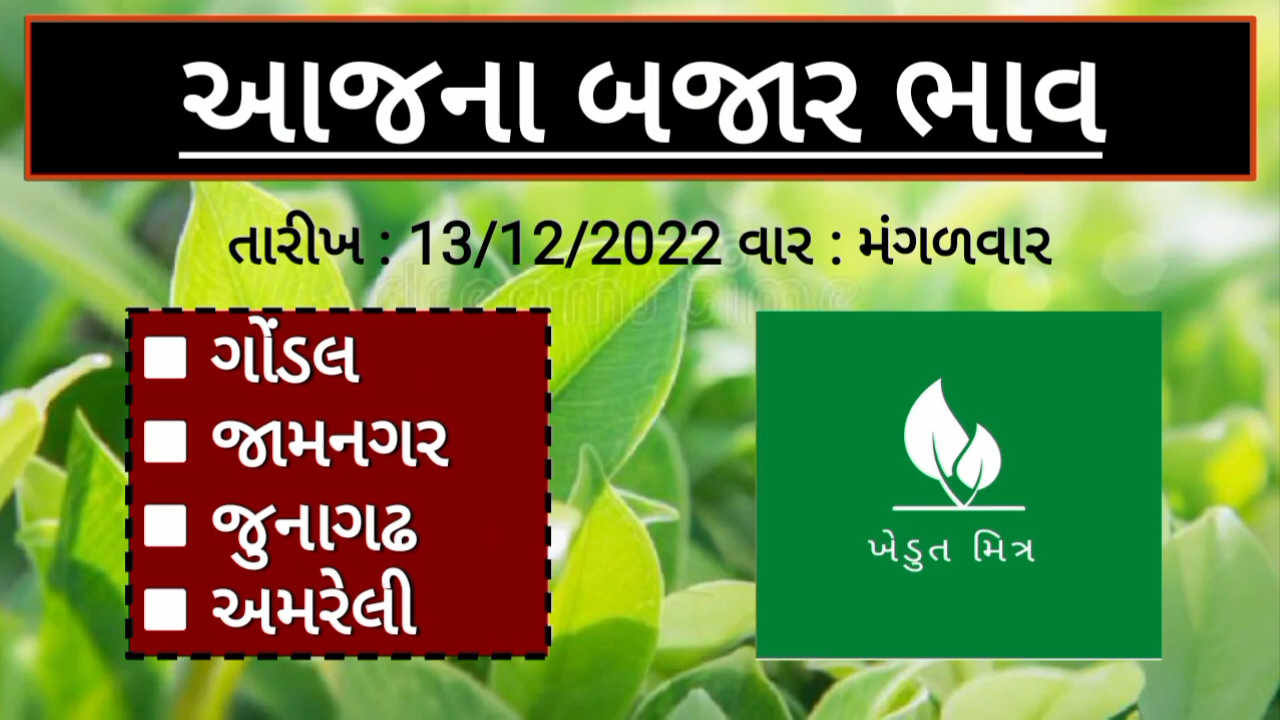 આજના બજાર ભાવ
તારીખ : 13/12/2022 વાર : મંગળવાર
ગોંડલ
જામનગર
જુનાગઢ
અમરેલી
ખેડુત મિત્ર